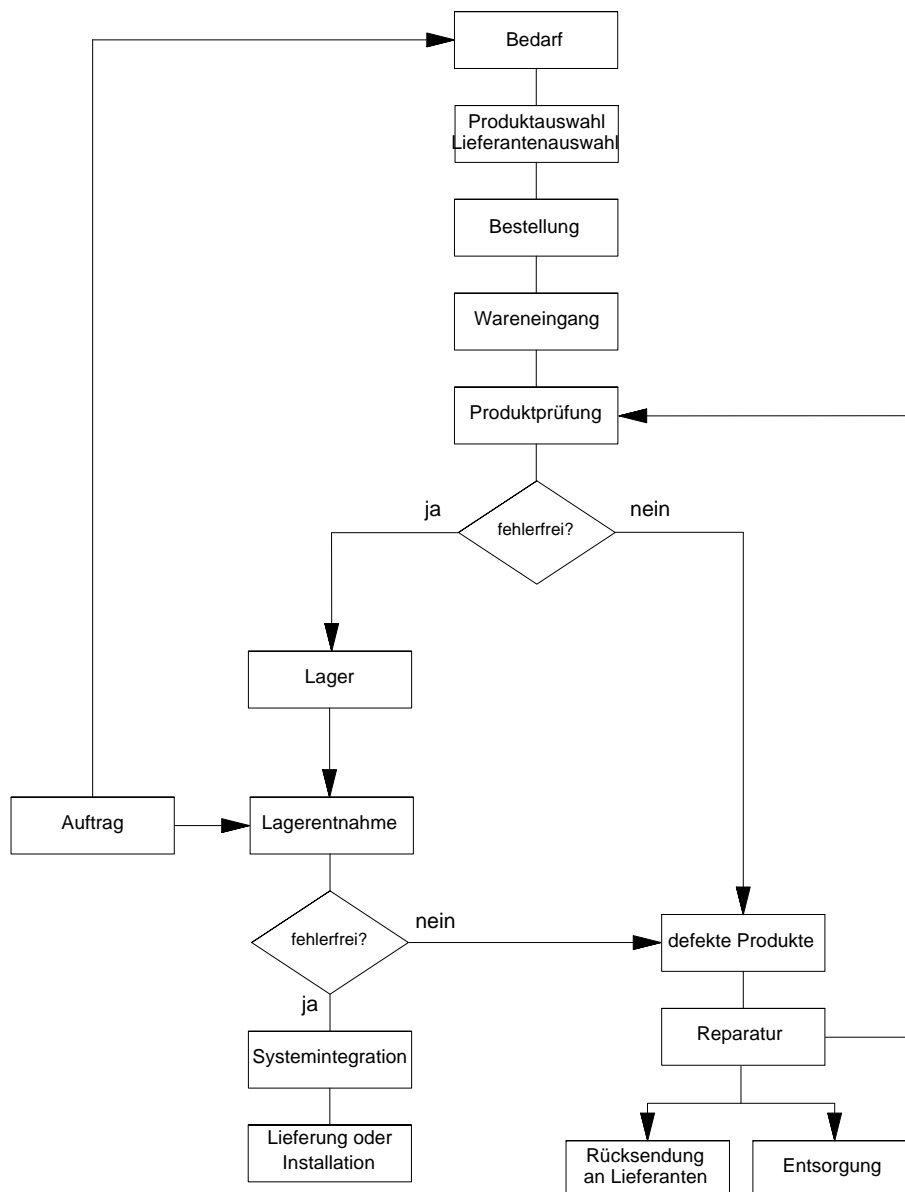 Bedarf
Produktauswahl
Lieferantenauswahl
Bestellung
Wareneingang
Produktprüfung
ja
nein
fehlerfrei?
Lager
Auftrag
Lagerentnahme
nein
fehlerfrei?
defekte Produkte
ja
Reparatur
Systemintegration
Lieferung oder
Installation
Rücksendung
an Lieferanten
Entsorgung